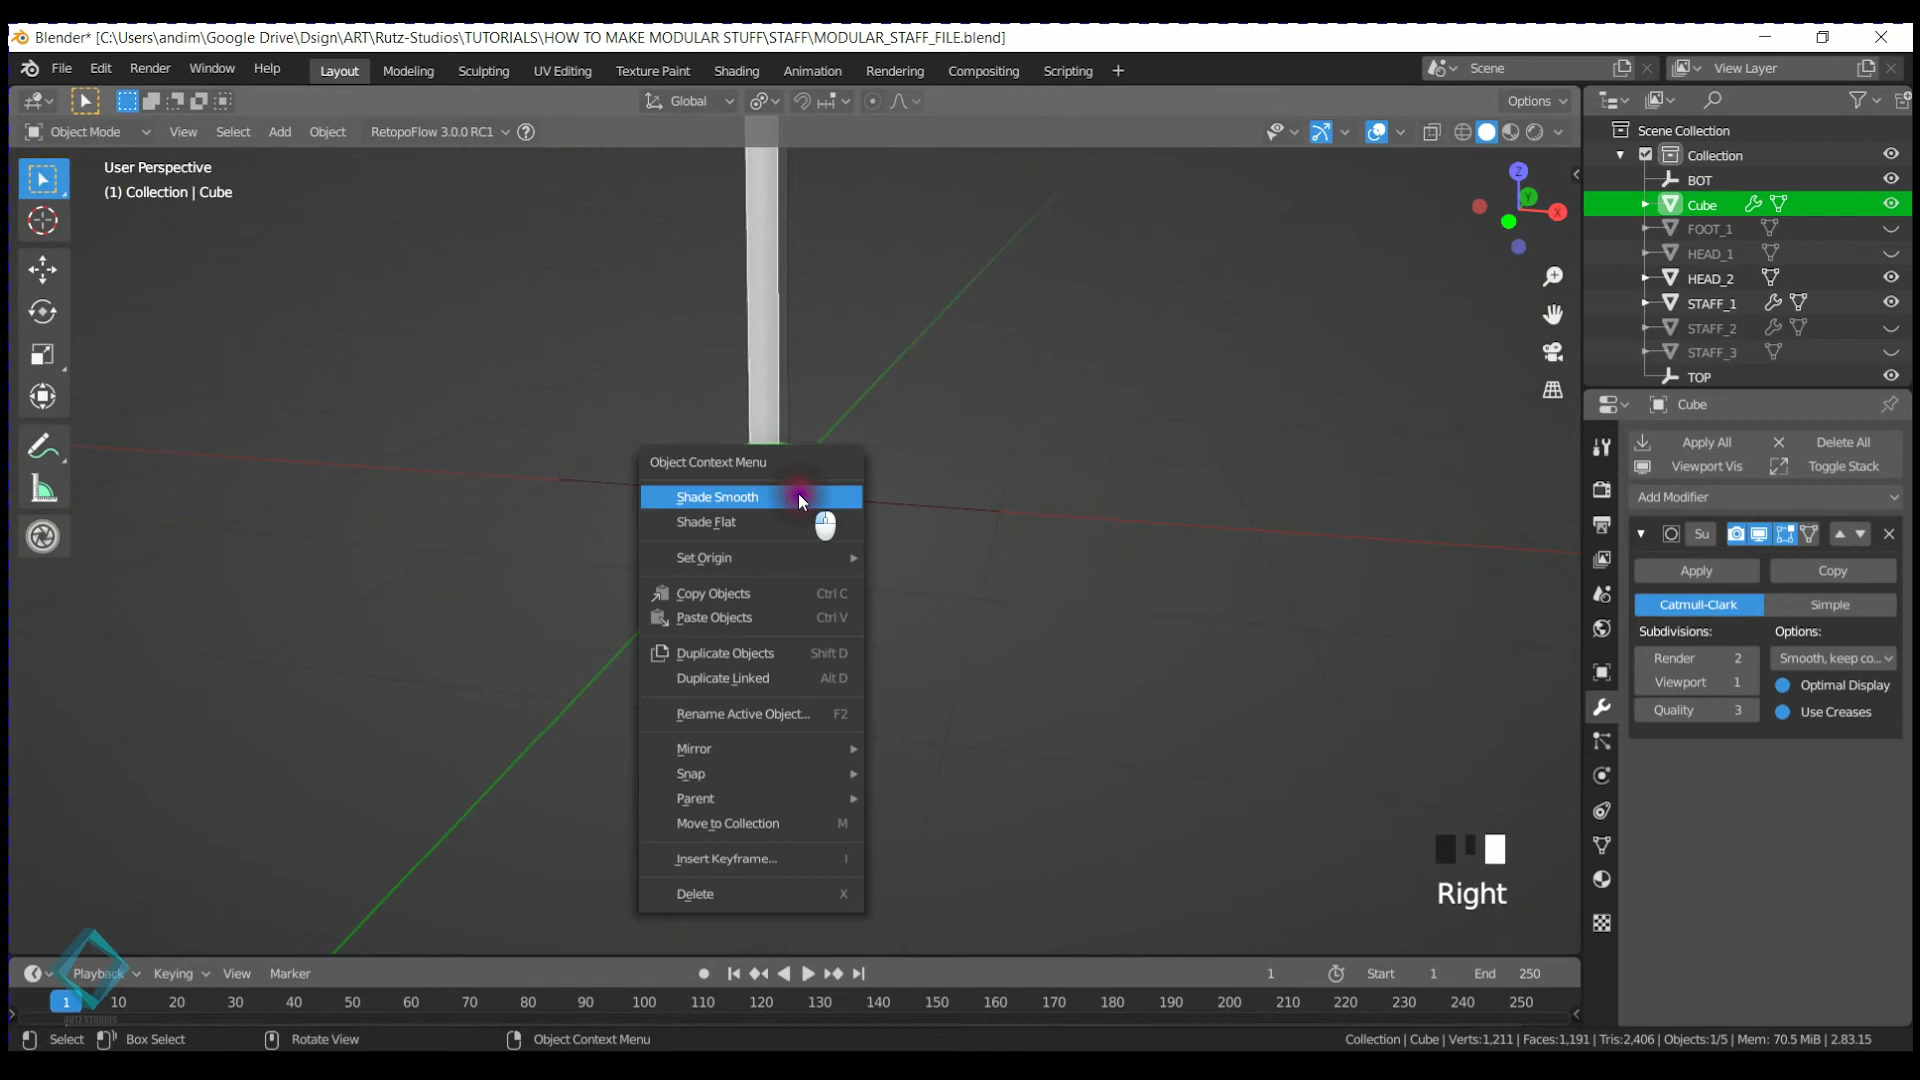 Blender* [C:\Users\andim\Google Drive\Dsign\ART\Rutz-Studios\TUTORIALS\HOW TO MAKE MODULAR STUFF\STAFF\MODULAR_STAFF_FILE.blend]
File Edit Render Window Help Layout Modeling Sculpting UV Editing Texture Paint Shading Animation Rendering Compositing Scripting + Scene View Layer
Global Options
Object Mode View Select Add Object RetopoFlow 3.0.0 RC1
User Perspective
(1) Collection | Cube
Z
Y
X
Scene Collection
Collection
BOT
Cube
FOOT_1
HEAD_1
HEAD_2
STAFF_1
STAFF_2
STAFF_3
TOP
Cube
Apply All Delete All
Viewport Vis Toggle Stack
Add Modifier
Su
Apply Copy
Catmull-Clark Simple
Subdivisions: Options:
Render 2 Smooth, keep co...
Viewport 1 Optimal Display
Quality 3 Use Creases
Object Context Menu
Shade Smooth
Shade Flat
Set Origin
Copy Objects Ctrl C
Paste Objects Ctrl V
Duplicate Objects Shift D
Duplicate Linked Alt D
Rename Active Object... F2
Mirror
Snap
Parent
Move to Collection M
Insert Keyframe... I
Delete X
Right
Playback Keying View Marker 1 Start 1 End 250
1 10 20 30 40 50 60 70 80 90 100 110 120 130 140 150 160 170 180 190 200 210 220 230 240 250
RUTZ STUDIOS
Select Box Select Rotate View Object Context Menu Collection | Cube | Verts:1,211 | Faces:1,191 | Tris:2,406 | Objects:1/5 | Mem: 70.5 MiB | 2.83.15